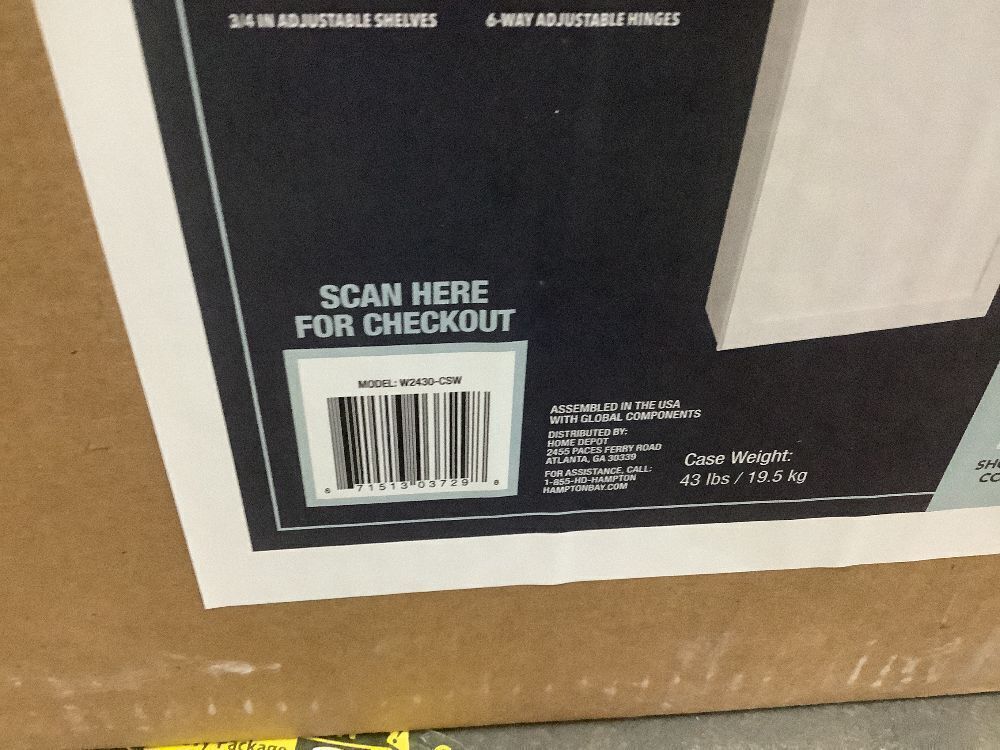 3/4 IN ADJUSTABLE SHELVES
6-WAY ADJUSTABLE HINGES
SCAN HERE
FOR CHECKOUT
MODEL: W2430-CSW
6 71513 03729 8
ASSEMBLED IN THE USA
WITH GLOBAL COMPONENTS
DISTRIBUTED BY:
HOME DEPOT
2455 PACES FERRY ROAD
ATLANTA, GA 30339
FOR ASSISTANCE, CALL:
1-855-HD-HAMPTON
HAMPTONBAY.COM
Case Weight:
43 lbs / 19.5 kg
Package